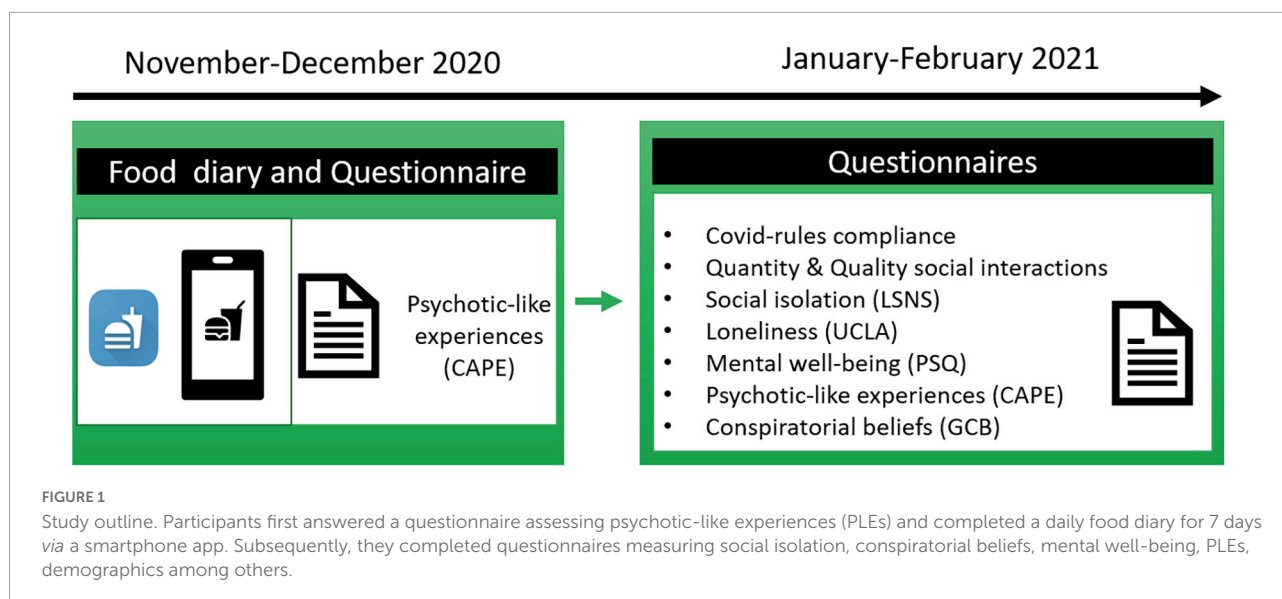 November-December 2020
January-February 2021
Food diary and Questionnaire
Psychotic-like
experiences
(CAPE)
Questionnaires
• Covid-rules compliance
• Quantity & Quality social interactions
• Social isolation (LSNS)
• Loneliness (UCLA)
• Mental well-being (PSQ)
• Psychotic-like experiences (CAPE)
• Conspiratorial beliefs (GCB)
FIGURE 1
Study outline. Participants first answered a questionnaire assessing psychotic-like experiences (PLEs) and completed a daily food diary for 7 days
via a smartphone app. Subsequently, they completed questionnaires measuring social isolation, conspiratorial beliefs, mental well-being, PLEs,
demographics among others.